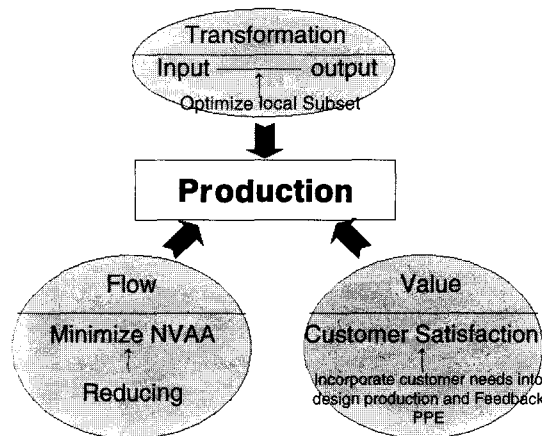 Transformation
Input output
Optimize local Subset
Production
Flow
Minimize NVAA
Reducing
Value
Customer Satisfaction
Incorporate customer needs into
design production and Feedback
PPE